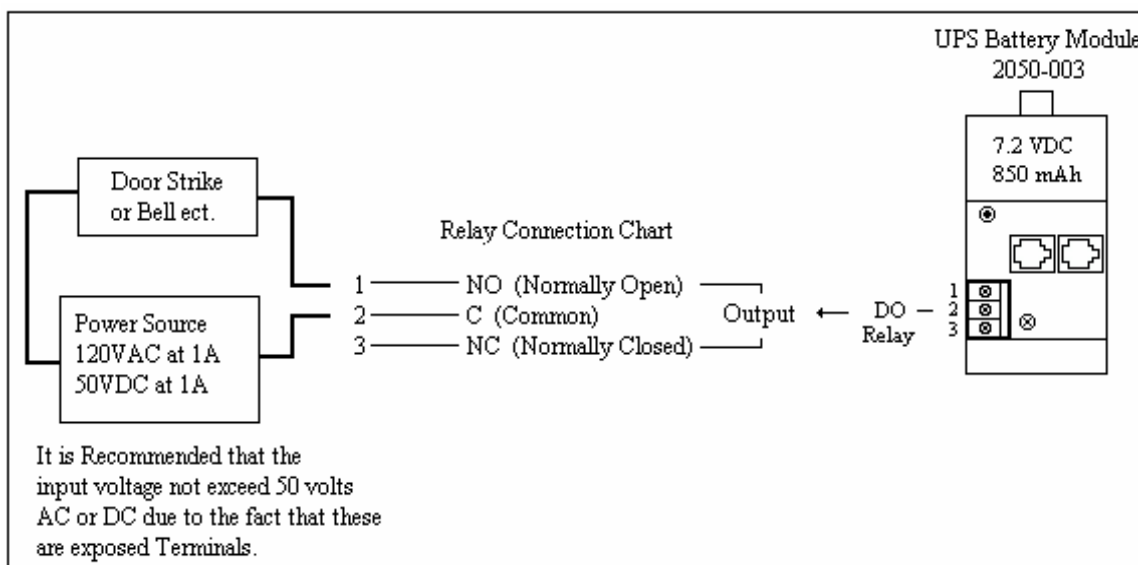 UPS Battery Module
2050-003
7.2 VDC
850 mAh
Door Strike
or Bell ect.
Relay Connection Chart
1 NO (Normally Open)
2 C (Common)
3 NC (Normally Closed)
Output
DO
Relay
1
2
3
Power Source
120VAC at 1A
50VDC at 1A
It is Recommended that the
input voltage not exceed 50 volts
AC or DC due to the fact that these
are exposed Terminals.